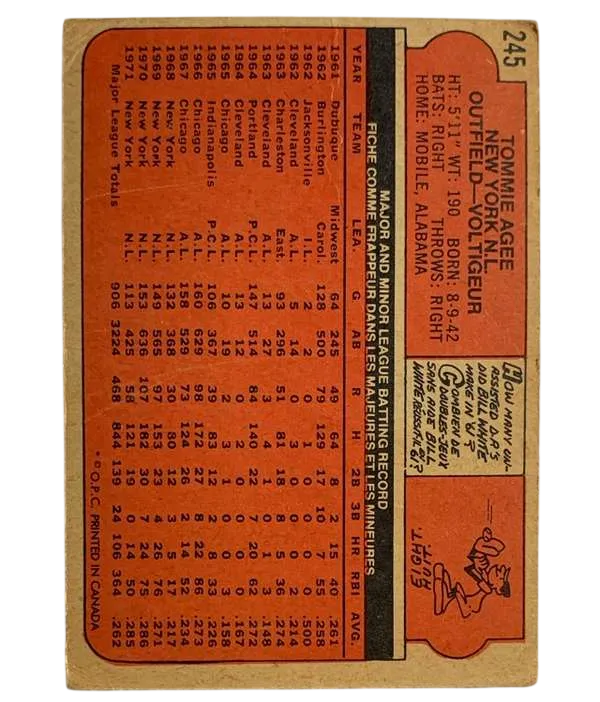 245
TOMMIE AGEE
NEW YORK N.L.
OUTFIELD—VOLTIGEUR
HT: 5'11" WT: 190 BORN: 8-9-42
BATS: RIGHT THROWS: RIGHT
HOME: MOBILE, ALABAMA
HOW MANY UN-
ASSISTED D.P.'S
DID BILL WHITE
MAKE IN '61?
COMBIEN DE
DOUBLES-JEUX
SANS AIDE BILL
WHITE RÉUSSIT-IL '61?
EIGHT
HUIT
MAJOR AND MINOR LEAGUE BATTING RECORD
FICHE COMME FRAPPEUR DANS LES MAJEURES ET LES MINEURES
YEAR TEAM LEA. G AB R H 2B 3B HR RBI AVG.
1961 Dubuque Midwest 64 245 49 64 8 2 15 40 .261
1962 Burlington Carol. 128 500 79 129 17 10 7 55 .258
1962 Jacksonville I.L. 2 2 0 1 0 0 0 0 .500
1962 Cleveland A.L. 5 14 0 3 0 0 0 2 .214
1963 Charleston East. 93 296 51 81 18 8 5 36 .274
1963 Cleveland A.L. 13 27 3 4 1 0 1 3
1964 Portland P.C.L. 147 514 84 140 22 7 20 62 .272
1964 Cleveland A.L. 13 12 0 2 0 0 0 0 .167
1965 Chicago A.L. 10 19 2 3 1 0 0 3 .158
1965 Indianapolis P.C.L. 106 367 39 83 12 2 8 33 .226
1966 Chicago A.L. 160 629 98 172 27 8 22 86 .273
1967 Chicago A.L. 158 529 73 124 26 2 14 52 .234
1968 New York N.L. 132 368 30 80 12 3 5 17 .217
1969 New York N.L. 149 565 97 153 23 4 26 76 .271
1970 New York N.L. 153 636 107 182 30 7 24 75 .286
1971 New York N.L. 113 425 58 121 19 0 14 50 .285
Major League Totals 906 3224 468 844 139 24 106 364 .262
* © O.P.C. PRINTED IN CANADA